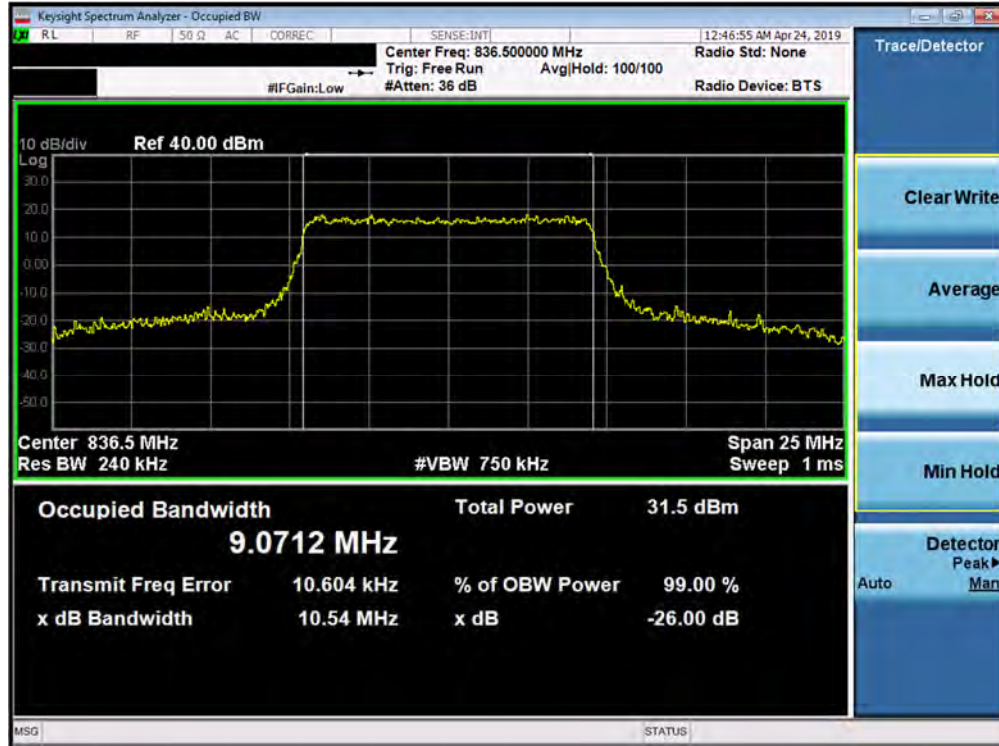 Keysight Spectrum Analyzer - Occupied BW
LXI RL RF 50 Ω AC CORREC SENSE:INT 12:46:55 AM Apr 24, 2019
Center Freq: 836.500000 MHz Radio Std: None
Trig: Free Run Avg|Hold: 100/100
#IFGain:Low #Atten: 36 dB Radio Device: BTS
10 dB/div Ref 40.00 dBm
Log
30.0
20.0
10.0
0.00
-10.0
-20.0
-30.0
-40.0
-50.0
Center 836.5 MHz Span 25 MHz
Res BW 240 kHz #VBW 750 kHz Sweep 1 ms
Occupied Bandwidth Total Power 31.5 dBm
9.0712 MHz
Transmit Freq Error 10.604 kHz % of OBW Power 99.00 %
x dB Bandwidth 10.54 MHz x dB -26.00 dB
MSG STATUS
Trace/Detector
Clear Write
Average
Max Hold
Min Hold
Detector
Peak▶
Auto Man